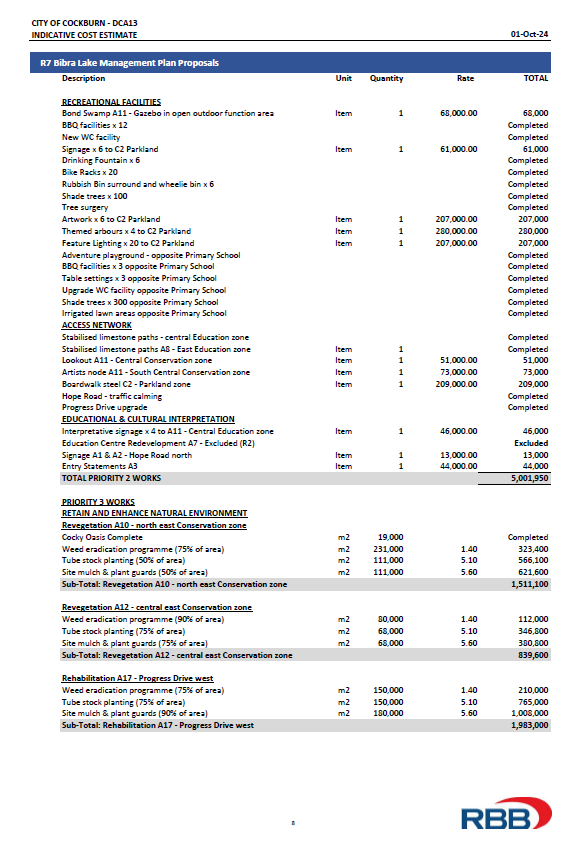 CITY OF COCKBURN - DCA13
INDICATIVE COST ESTIMATE 01-Oct-24
R7 Bibra Lake Management Plan Proposals
Description Unit Quantity Rate TOTAL
RECREATIONAL FACILITIES
Bond Swamp A11 - Gazebo in open outdoor function area Item 1 68,000.00 68,000
BBQ facilities x 12 Completed
New WC facility Completed
Signage x 6 to C2 Parkland Item 1 61,000.00 61,000
Drinking Fountain x 6 Completed
Bike Racks x 20 Completed
Rubbish Bin surround and wheelie bin x 6 Completed
Shade trees x 100 Completed
Tree surgery Completed
Artwork x 6 to C2 Parkland Item 1 207,000.00 207,000
Themed arbours x 4 to C2 Parkland Item 1 280,000.00 280,000
Feature Lighting x 20 to C2 Parkland Item 1 207,000.00 207,000
Adventure playground - opposite Primary School Completed
BBQ facilities x 3 opposite Primary School Completed
Table settings x 3 opposite Primary School Completed
Upgrade WC facility opposite Primary School Completed
Shade trees x 300 opposite Primary School Completed
Irrigated lawn areas opposite Primary School Completed
ACCESS NETWORK
Stabilised limestone paths - central Education zone Completed
Stabilised limestone paths A8 - East Education zone Item 1 Completed
Lookout A11 - Central Conservation zone Item 1 51,000.00 51,000
Artists node A11 - South Central Conservation zone Item 1 73,000.00 73,000
Boardwalk steel C2 - Parkland zone Item 1 209,000.00 209,000
Hope Road - traffic calming Completed
Progress Drive upgrade Completed
EDUCATIONAL & CULTURAL INTERPRETATION
Interpretative signage x 4 to A11 - Central Education zone Item 1 46,000.00 46,000
Education Centre Redevelopment A7 - Excluded (R2) Excluded
Signage A1 & A2 - Hope Road north Item 1 13,000.00 13,000
Entry Statements A3 Item 1 44,000.00 44,000
TOTAL PRIORITY 2 WORKS 5,001,950
PRIORITY 3 WORKS
RETAIN AND ENHANCE NATURAL ENVIRONMENT
Revegetation A10 - north east Conservation zone
Cocky Oasis Complete m2 19,000 Completed
Weed eradication programme (75% of area) m2 231,000 1.40 323,400
Tube stock planting (50% of area) m2 111,000 5.10 566,100
Site mulch & plant guards (50% of area) m2 111,000 5.60 621,600
Sub-Total: Revegetation A10 - north east Conservation zone 1,511,100
Revegetation A12 - central east Conservation zone
Weed eradication programme (90% of area) m2 80,000 1.40 112,000
Tube stock planting (75% of area) m2 68,000 5.10 346,800
Site mulch & plant guards (75% of area) m2 68,000 5.60 380,800
Sub-Total: Revegetation A12 - central east Conservation zone 839,600
Rehabilitation A17 - Progress Drive west
Weed eradication programme (75% of area) m2 150,000 1.40 210,000
Tube stock planting (75% of area) m2 150,000 5.10 765,000
Site mulch & plant guards (90% of area) m2 180,000 5.60 1,008,000
Sub-Total: Rehabilitation A17 - Progress Drive west 1,983,000
8
RBB